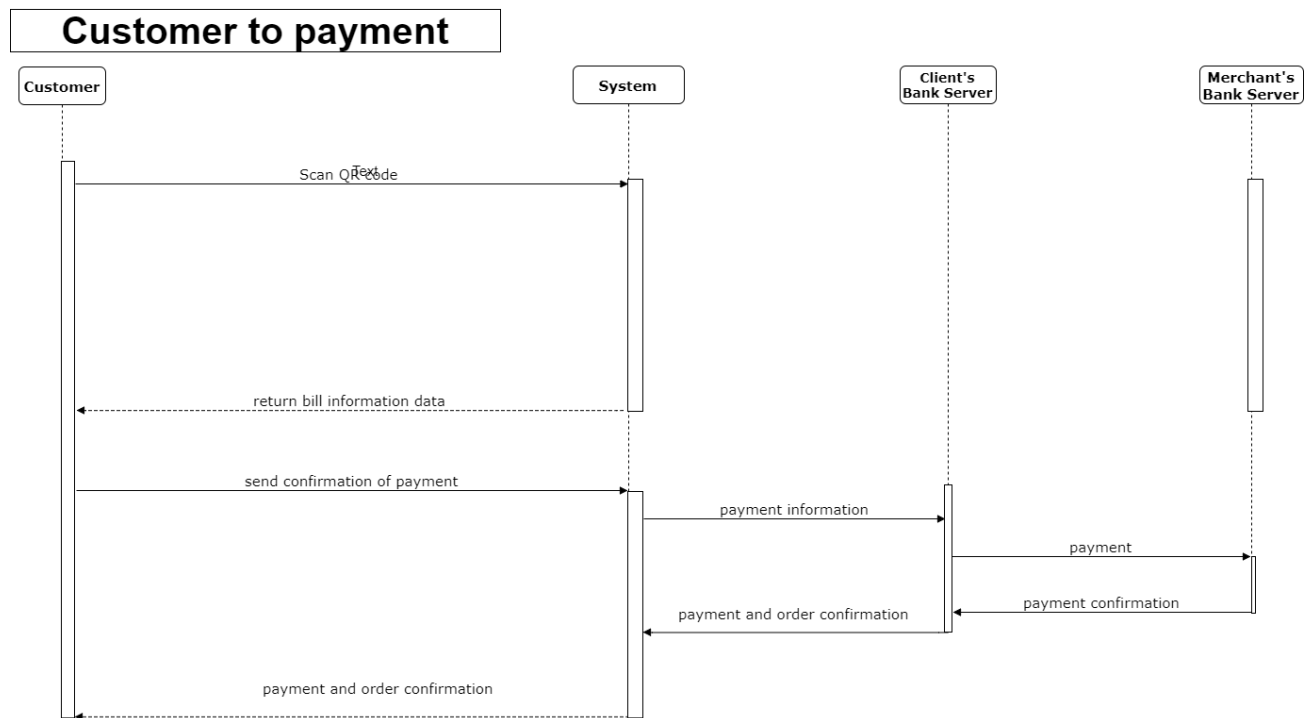 Customer to payment
Customer
System
Client's
Bank Server
Merchant's
Bank Server
Text
Scan QR code
return bill information data
send confirmation of payment
payment information
payment
payment confirmation
payment and order confirmation
payment and order confirmation